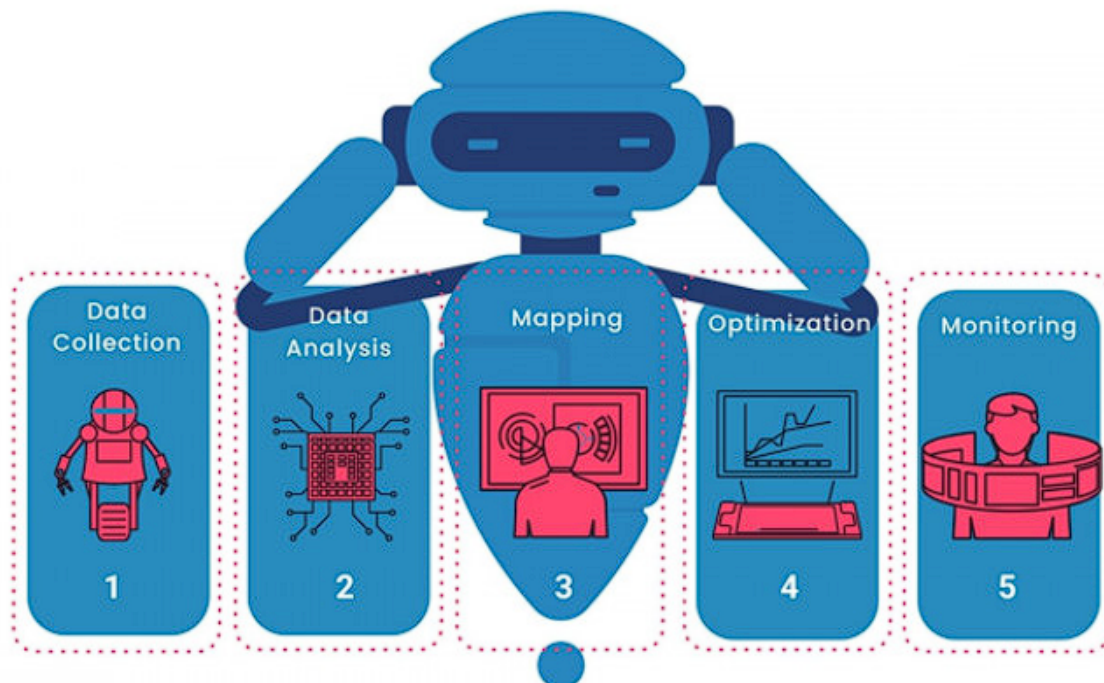 Data
Collection
1
Data
Analysis
2
Mapping
3
Optimization
4
Monitoring
5